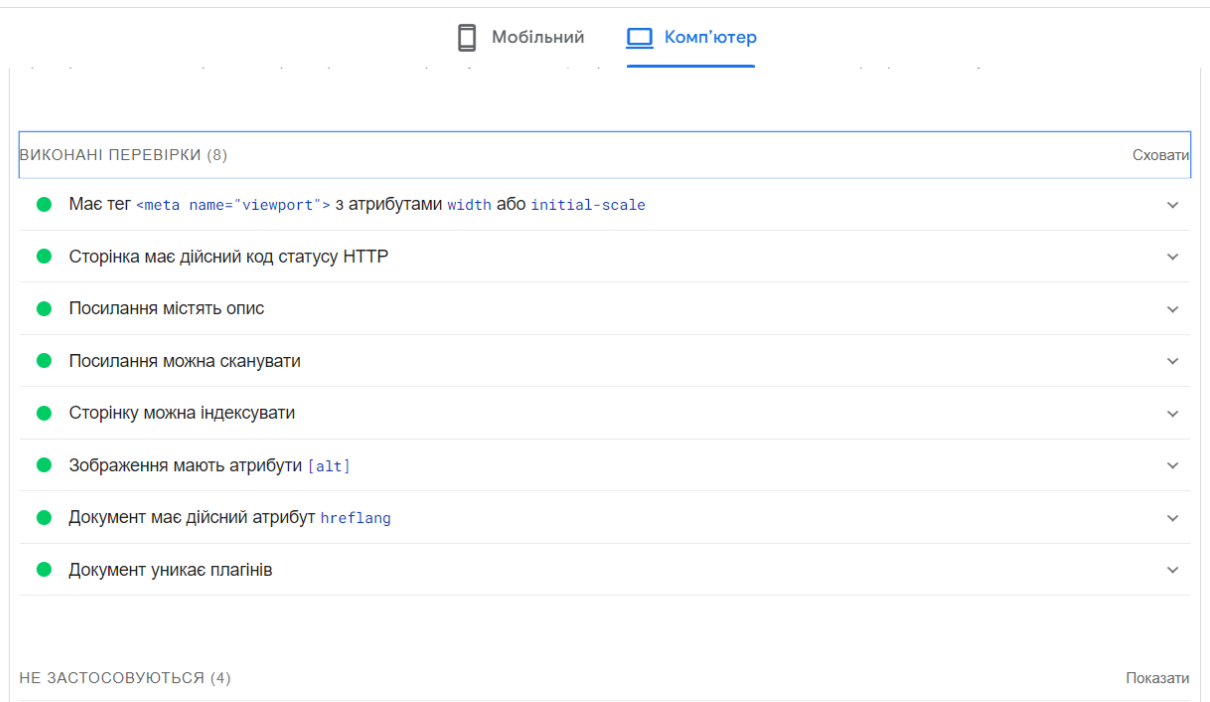 Мобільний Комп'ютер
ВИКОНАНІ ПЕРЕВІРКИ (8) Сховати
Має тег <meta name="viewport"> з атрибутами width або initial-scale
Сторінка має дійсний код статусу HTTP
Посилання містять опис
Посилання можна сканувати
Сторінку можна індексувати
Зображення мають атрибути [alt]
Документ має дійсний атрибут hreflang
Документ уникає плагінів
НЕ ЗАСТОСОВУЮТЬСЯ (4) Показати